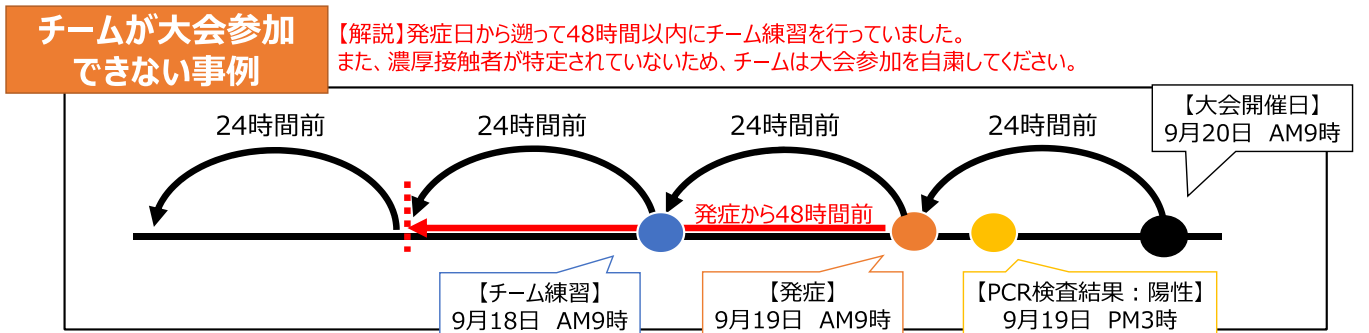 チームが大会参加
できない事例
【解説】発症日から遡って48時間以内にチーム練習を行っていました。
また、濃厚接触者が特定されていないため、チームは大会参加を自粛してください。
24時間前
24時間前
24時間前
24時間前
【大会開催日】
9月20日 AM9時
発症から48時間前
【チーム練習】
9月18日 AM9時
【発症】
9月19日 AM9時
【PCR検査結果：陽性】
9月19日 PM3時